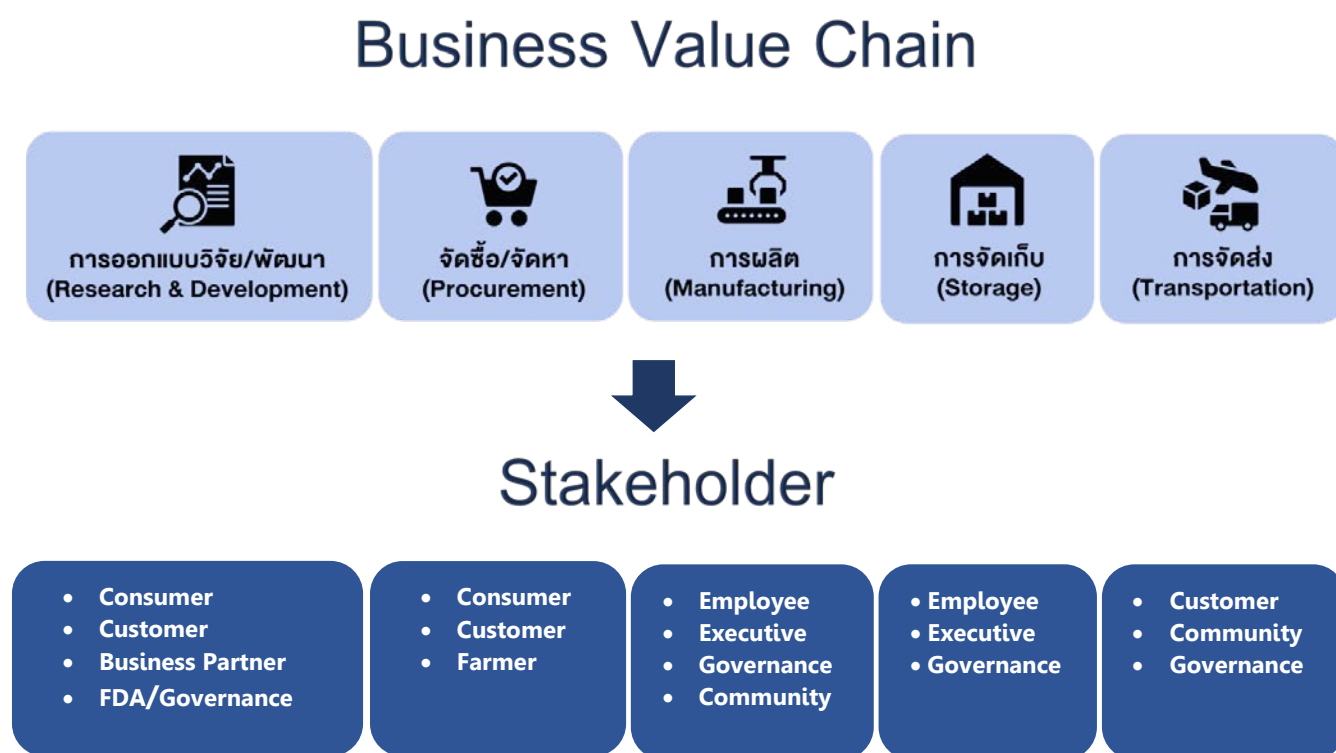 Business Value Chain
การออกแบบวิจัย/พัฒนา
(Research & Development)
จัดซื้อ/จัดหา
(Procurement)
การผลิต
(Manufacturing)
การจัดเก็บ
(Storage)
การจัดส่ง
(Transportation)
Stakeholder
• Consumer
• Customer
• Business Partner
• FDA/Governance
• Consumer
• Customer
• Farmer
• Employee
• Executive
• Governance
• Community
• Employee
• Executive
• Governance
• Customer
• Community
• Governance